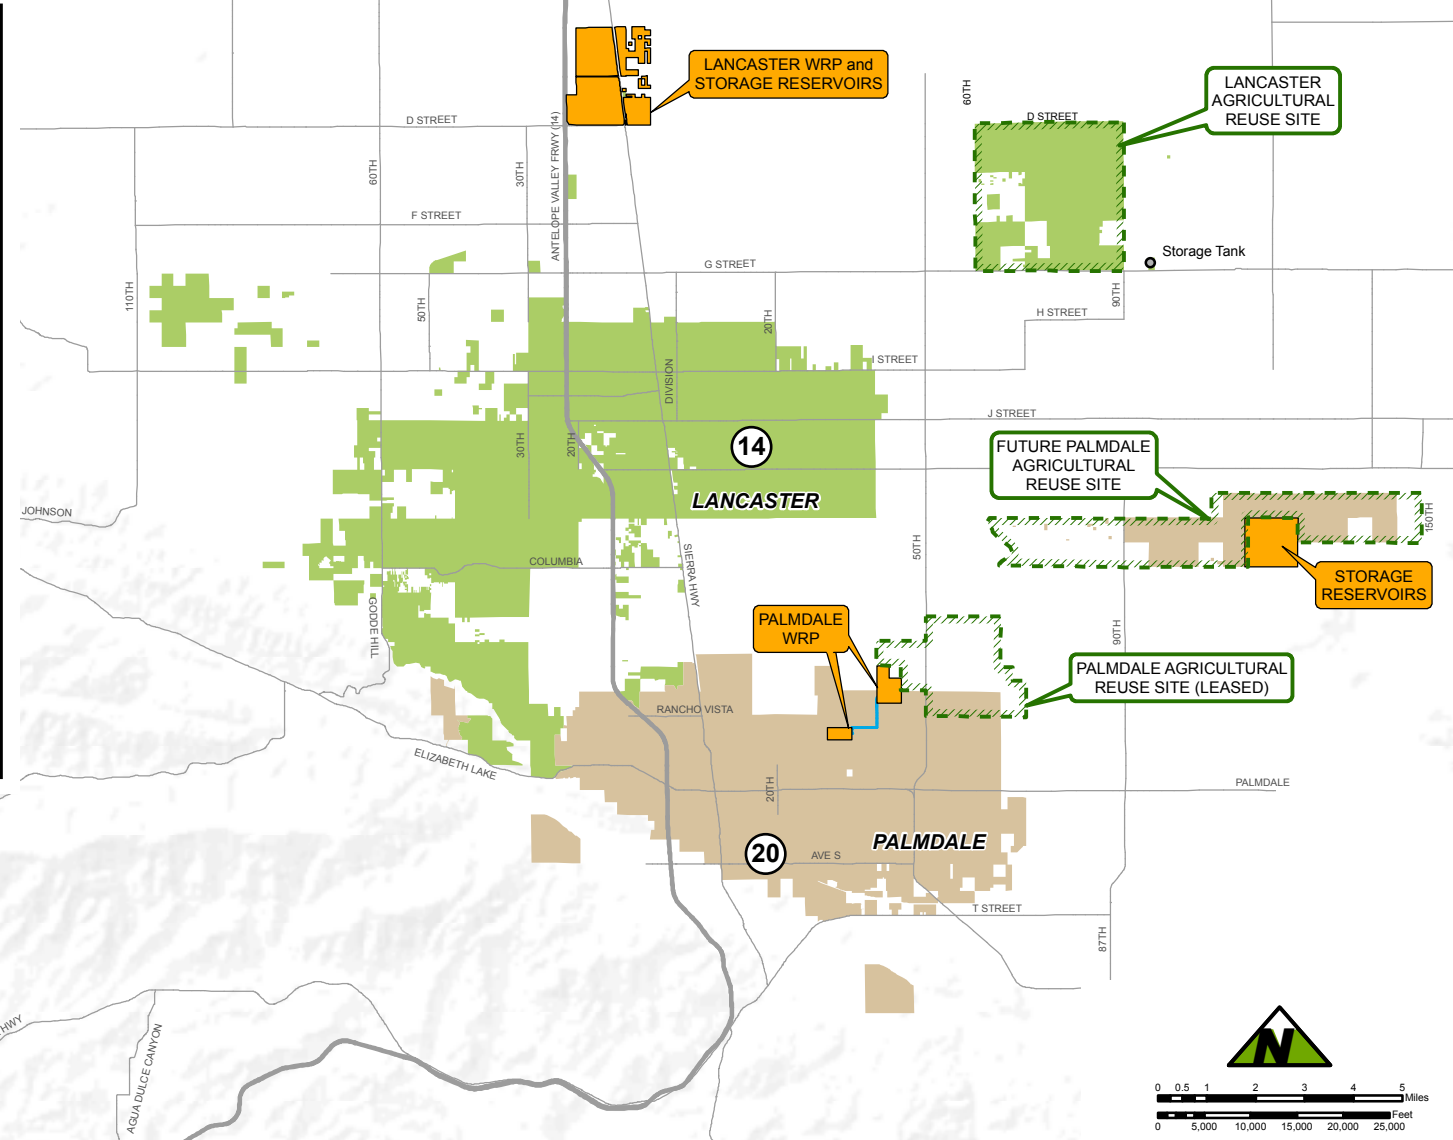 LANCASTER WRP and
STORAGE RESERVOIRS
LANCASTER
AGRICULTURAL
REUSE SITE
60TH
D STREET
D STREET
ANTELOPE VALLEY FRWY (14)
60TH
30TH
F STREET
Storage Tank
G STREET
110TH
50TH
20TH
90TH
H STREET
I STREET
DIVISION
J STREET
30TH
20TH
14
LANCASTER
FUTURE PALMDALE
AGRICULTURAL
REUSE SITE
JOHNSON
150TH
50TH
COLUMBIA
SIERRA HWY
STORAGE
RESERVOIRS
GODDE HILL
PALMDALE
WRP
90TH
PALMDALE AGRICULTURAL
REUSE SITE (LEASED)
RANCHO VISTA
ELIZABETH LAKE
20TH
PALMDALE
PALMDALE
20
AVE S
T STREET
87TH
HWY
AGUA DULCE CANYON
N
0 0.5 1 2 3 4 5
Miles
Feet
0 5,000 10,000 15,000 20,000 25,000